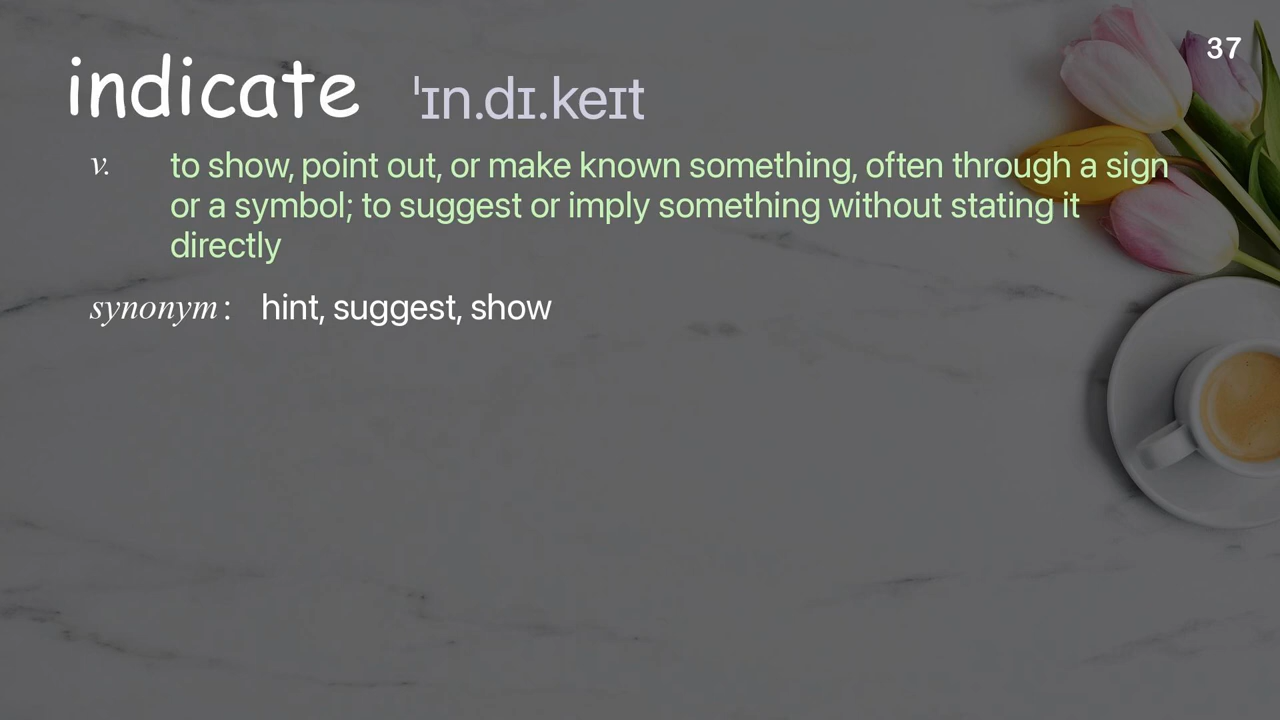 37
indicate ˈɪn.dɪ.keɪt
v. to show, point out, or make known something, often through a sign
or a symbol; to suggest or imply something without stating it
directly
synonym: hint, suggest, show